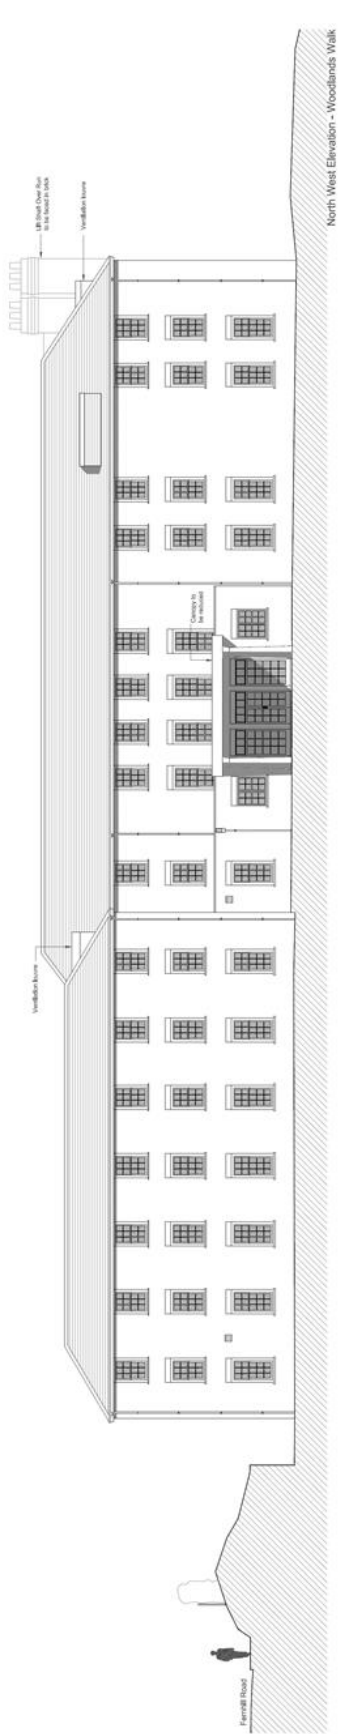 Fernhill Road
Ventilation louvre
Canopy to
be reduced
Lift Shaft Over Run
to be faced in brick
Ventilation louvre
North West Elevation - Woodlands Walk